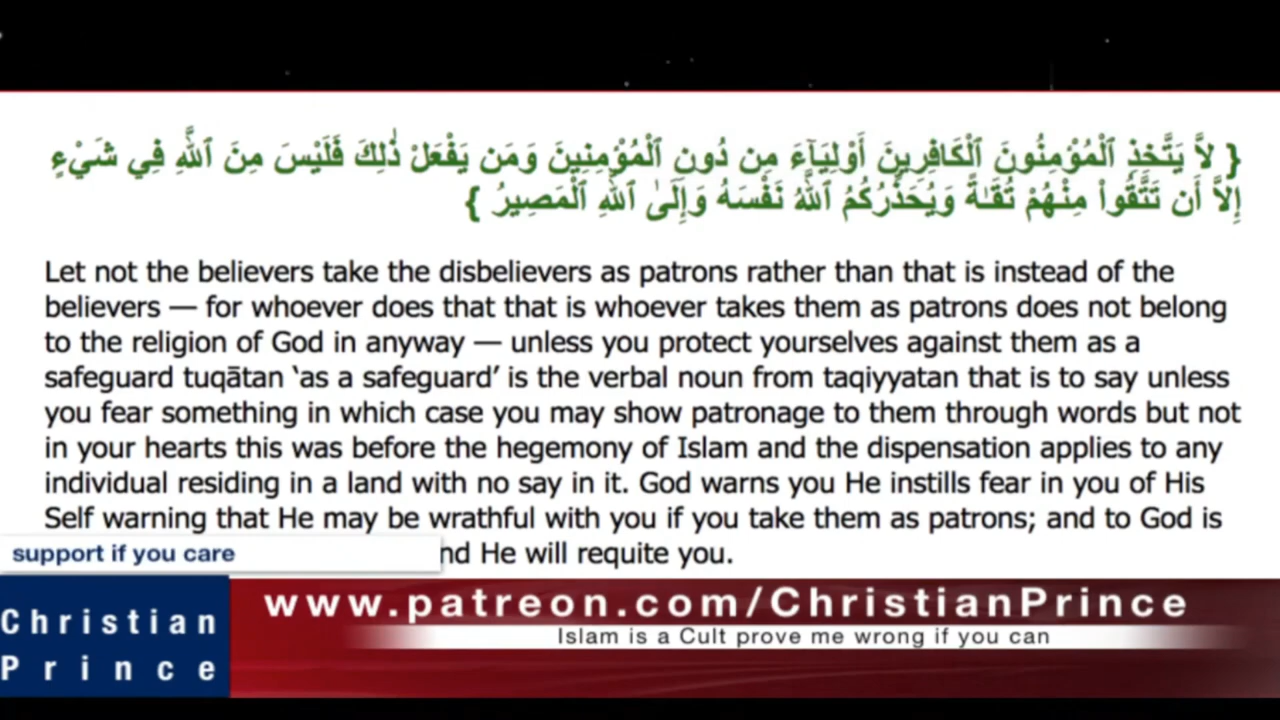 { لاَّ يَتَّخِذِ ٱلْمُؤْمِنُونَ ٱلْكَافِرِينَ أَوْلِيَآءَ مِن دُونِ ٱلْمُؤْمِنِينَ وَمَن يَفْعَلْ ذٰلِكَ فَلَيْسَ مِنَ ٱللَّهِ فِي شَيْءٍ
إِلاَّ أَن تَتَّقُواْ مِنْهُمْ تُقَـٰةً وَيُحَذِّرُكُمُ ٱللَّهُ نَفْسَهُ وَإِلَىٰ ٱللَّهِ ٱلْمَصِيرُ }
Let not the believers take the disbelievers as patrons rather than that is instead of the
believers — for whoever does that that is whoever takes them as patrons does not belong
to the religion of God in anyway — unless you protect yourselves against them as a
safeguard tuqātan ‛as a safeguard’ is the verbal noun from taqiyyatan that is to say unless
you fear something in which case you may show patronage to them through words but not
in your hearts this was before the hegemony of Islam and the dispensation applies to any
individual residing in a land with no say in it. God warns you He instills fear in you of His
Self warning that He may be wrathful with you if you take them as patrons; and to God is
nd He will requite you.
support if you care
Christian
Prince
www.patreon.com/ChristianPrince
Islam is a Cult prove me wrong if you can